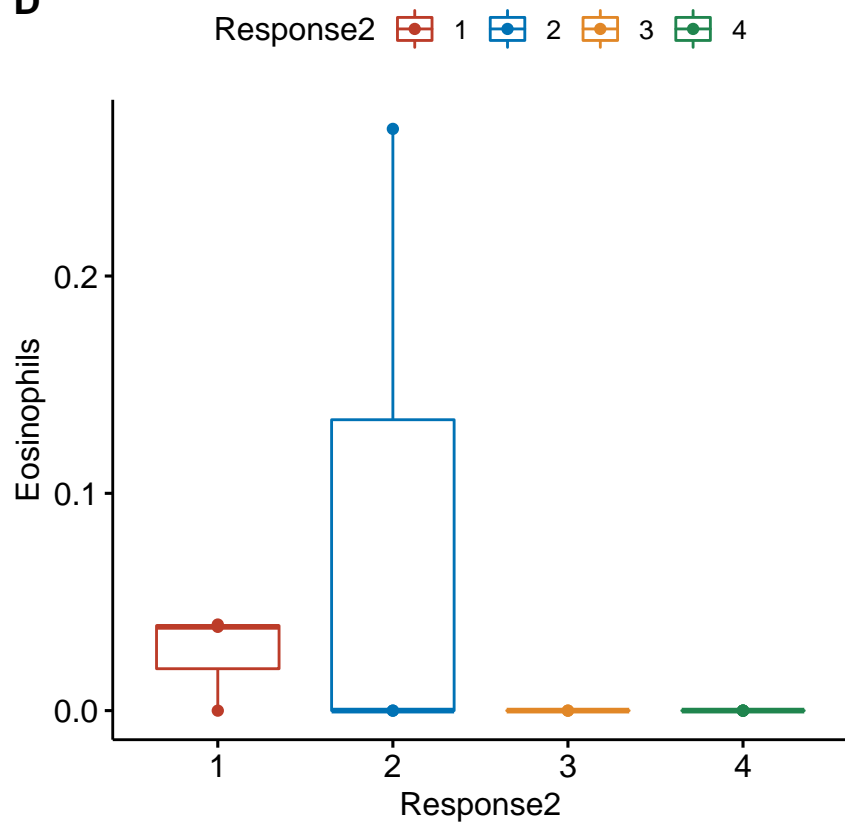 D
Response2 1 2 3 4
0.2
0.1
0.0
Eosinophils
1 2 3 4
Response2